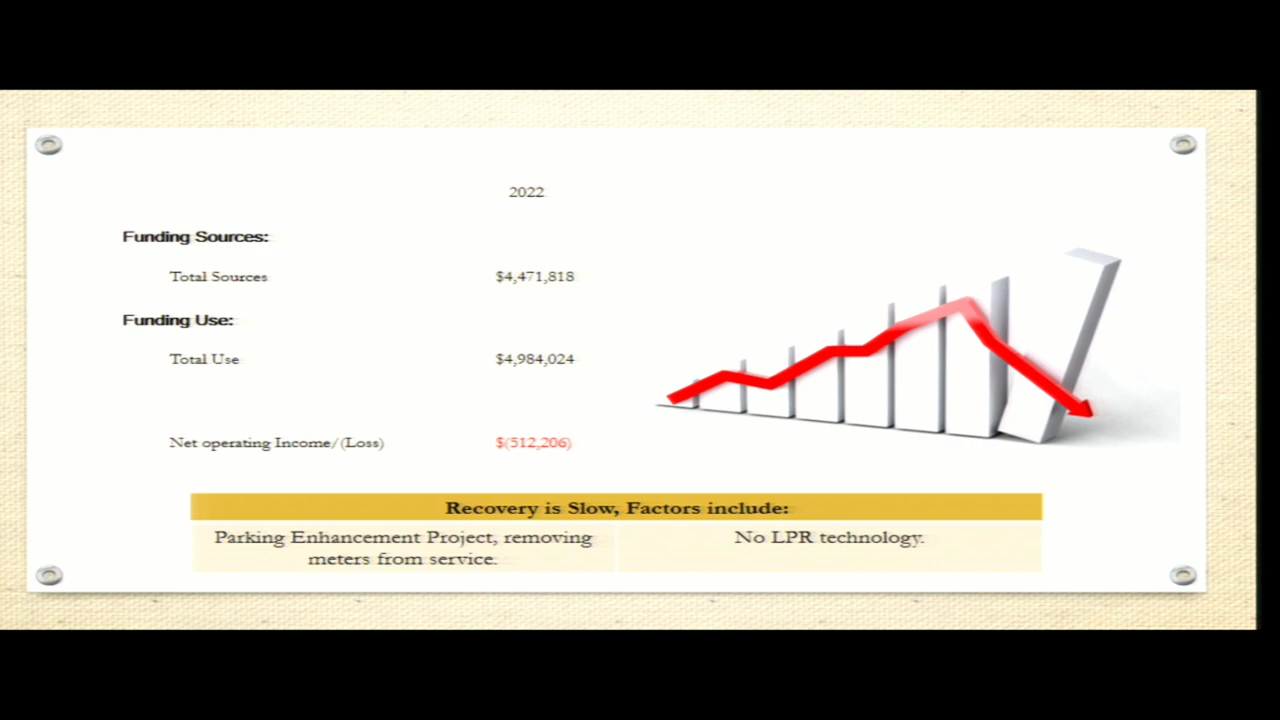 2022
Funding Sources:
Total Sources $4,471,818
Funding Use:
Total Use $4,984,024
Net operating Income/(Loss) $(512,206)
Recovery is Slow, Factors include:
Parking Enhancement Project, removing
meters from service.
No LPR technology.